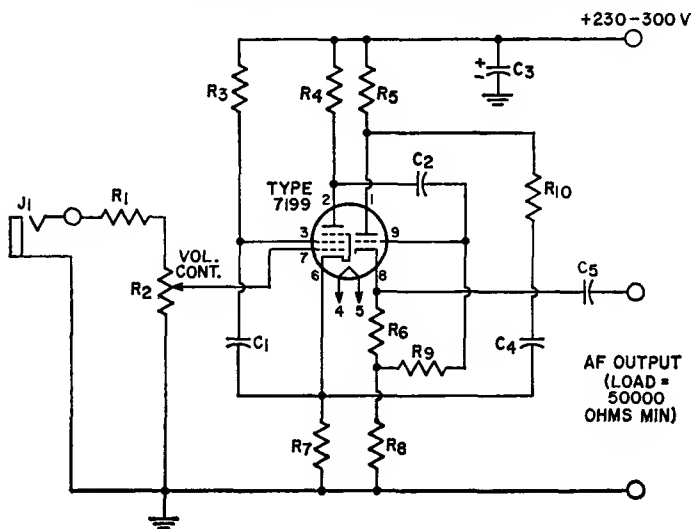 +230-300 V
C3
R3
R4
R5
J1
R1
TYPE
7199
2
1
C2
R10
3
7
9
VOL.
CONT.
6
8
R2
4
5
C5
C1
R6
R9
C4
AF OUTPUT
(LOAD =
50000
OHMS MIN)
R7
R8
+
-